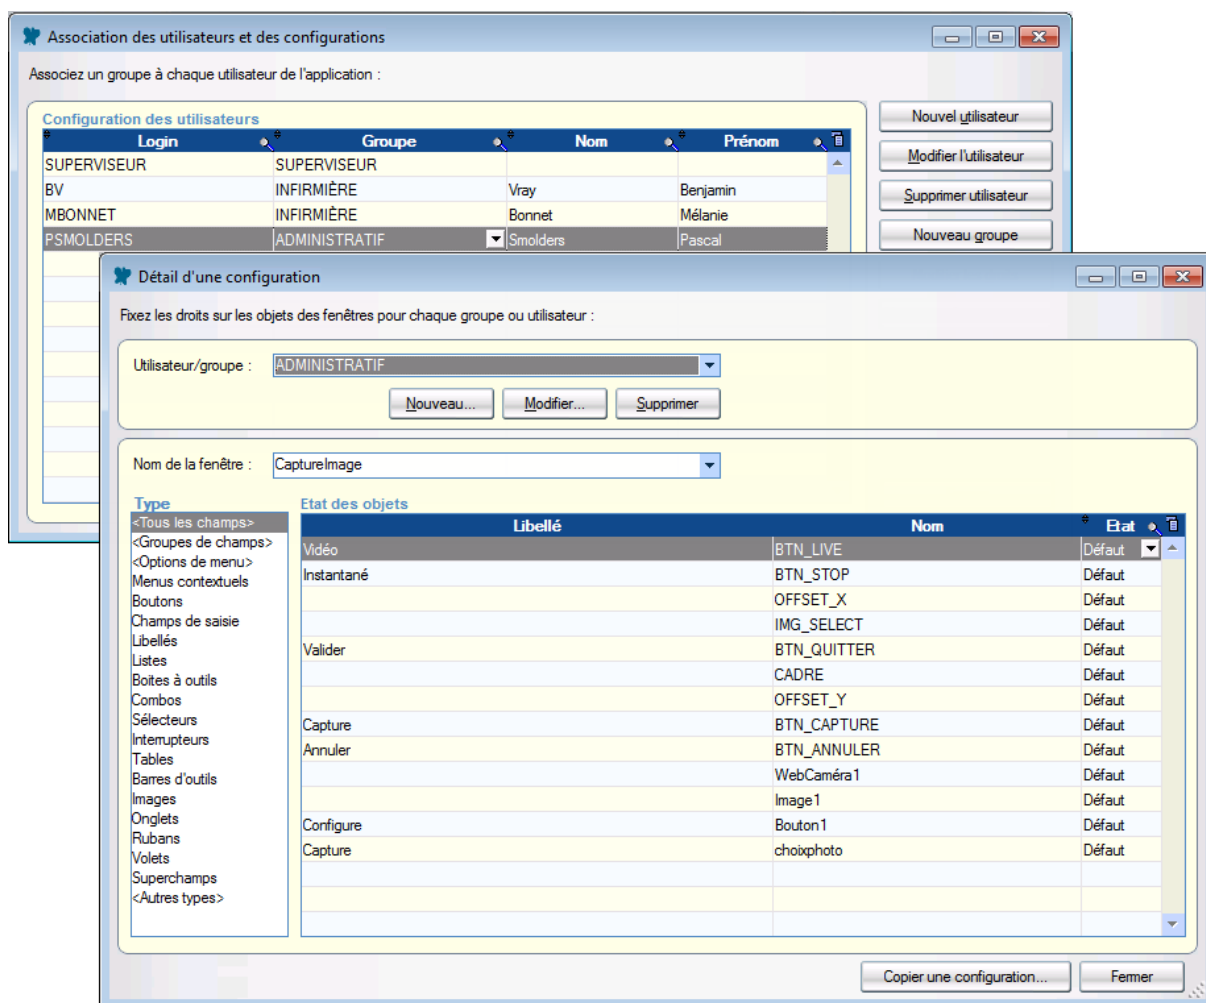 Association des utilisateurs et des configurations
Associez un groupe à chaque utilisateur de l'application :
Configuration des utilisateurs
Login Groupe Nom Prénom
SUPERVISEUR SUPERVISEUR
BV INFIRMIÈRE Vray Benjamin
MBONNET INFIRMIÈRE Bonnet Mélanie
PSMOLDERS ADMINISTRATIF Smolders Pascal
Nouvel utilisateur
Modifier l'utilisateur
Supprimer utilisateur
Nouveau groupe
Détail d'une configuration
Fixez les droits sur les objets des fenêtres pour chaque groupe ou utilisateur :
Utilisateur/groupe : ADMINISTRATIF
Nouveau... Modifier... Supprimer
Nom de la fenêtre : CaptureImage
Type
<Tous les champs>
<Groupes de champs>
<Options de menu>
Menus contextuels
Boutons
Champs de saisie
Libellés
Listes
Boites à outils
Combos
Sélecteurs
Interrupteurs
Tables
Barres d'outils
Images
Onglets
Rubans
Volets
Superchamps
<Autres types>
Etat des objets
Libellé Nom Etat
Vidéo BTN_LIVE Défaut
Instantané BTN_STOP Défaut
OFFSET_X Défaut
IMG_SELECT Défaut
Valider BTN_QUITTER Défaut
CADRE Défaut
OFFSET_Y Défaut
Capture BTN_CAPTURE Défaut
Annuler BTN_ANNULER Défaut
WebCaméra1 Défaut
Image1 Défaut
Configure Bouton1 Défaut
Capture choixphoto Défaut
Copier une configuration... Fermer